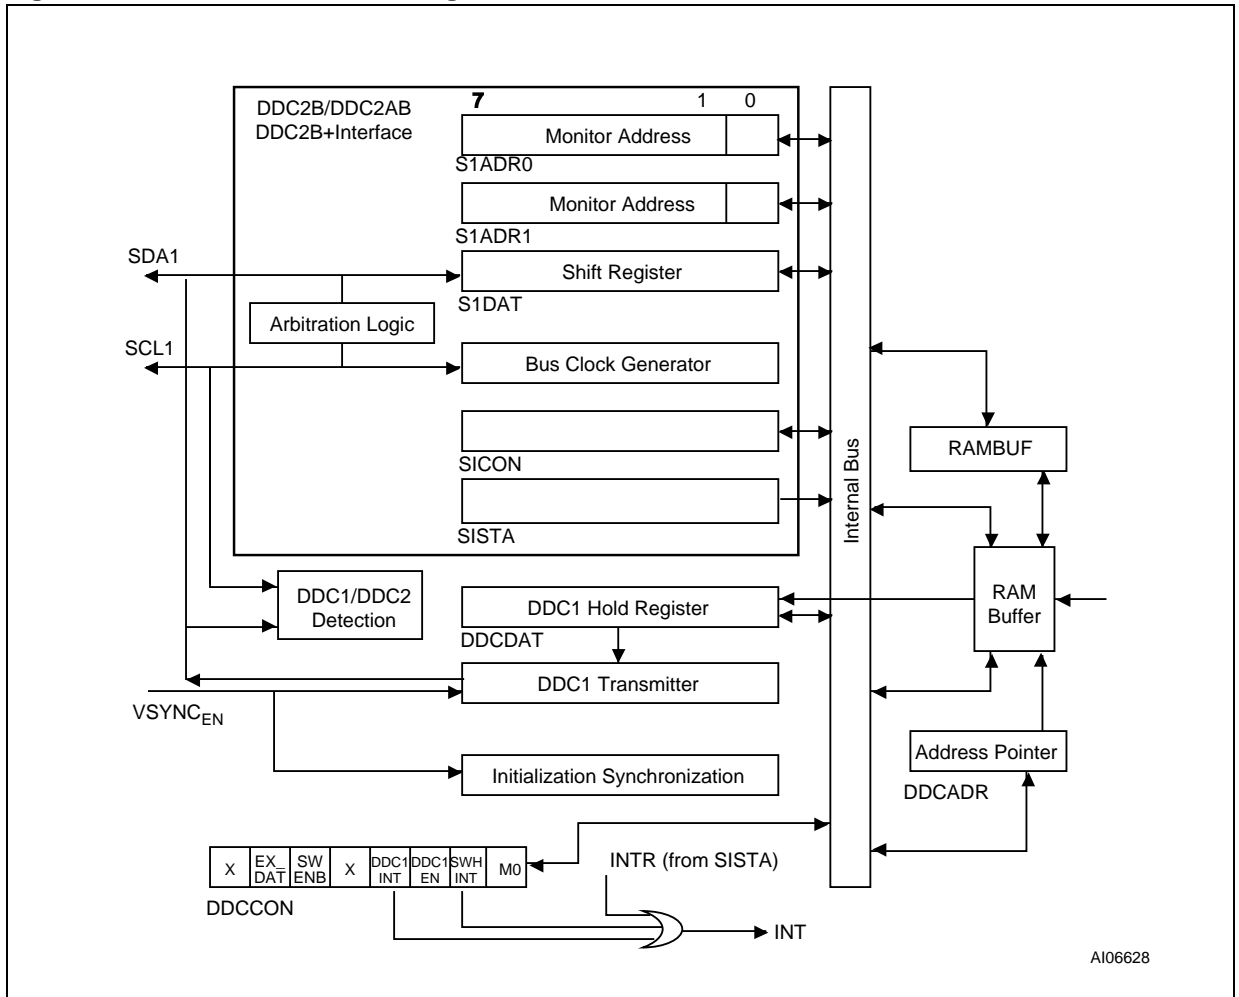 DDC2B/DDC2AB
DDC2B+Interface
7 1 0
Monitor Address
S1ADR0
Monitor Address
S1ADR1
SDA1
Shift Register
S1DAT
Arbitration Logic
SCL1
Bus Clock Generator
SICON
SISTA
Internal Bus
RAMBUF
RAM
Buffer
DDC1/DDC2
Detection
DDC1 Hold Register
DDCDAT
DDC1 Transmitter
VSYNCEN
Address Pointer
DDCADR
Initialization Synchronization
X
EX_
DAT
SW
ENB
X
DDC1
INT
DDC1
EN
SWH
INT
M0
DDCCON
INTR (from SISTA)
INT
AI06628